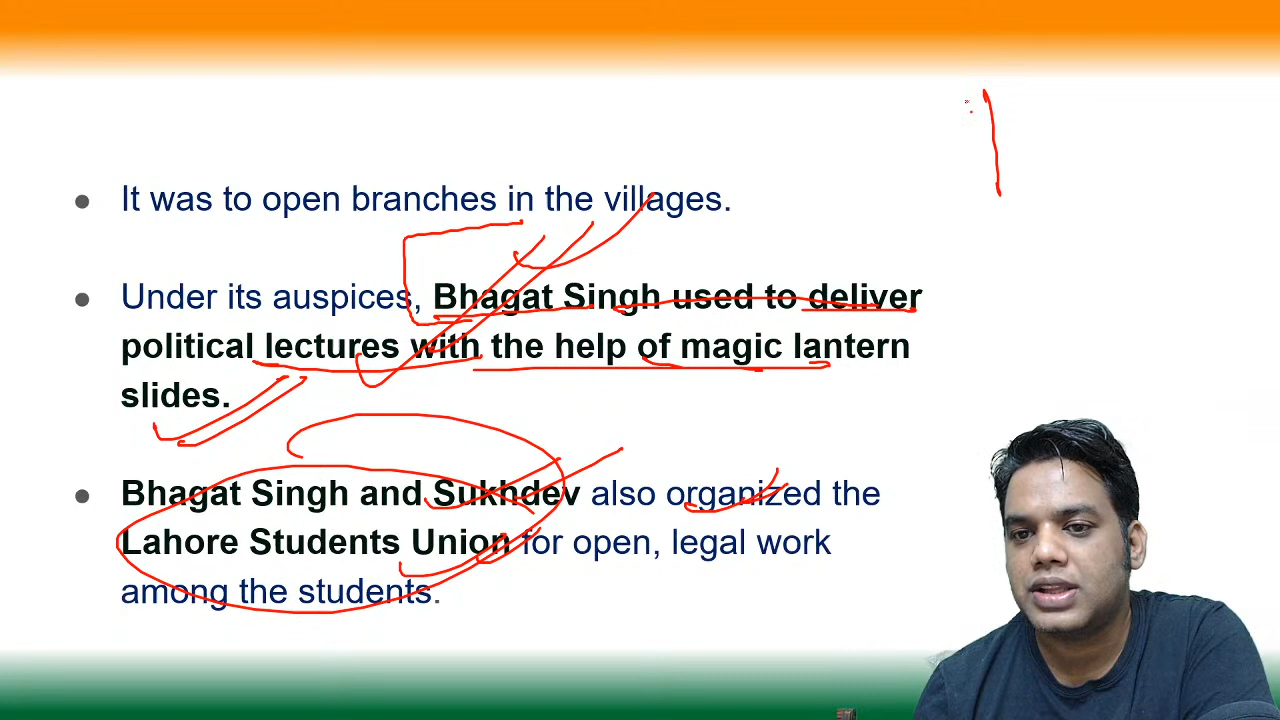 It was to open branches in the villages.
Under its auspices, Bhagat Singh used to deliver
political lectures with the help of magic lantern
slides.
Bhagat Singh and Sukhdev also organized the
Lahore Students Union for open, legal work
among the students.